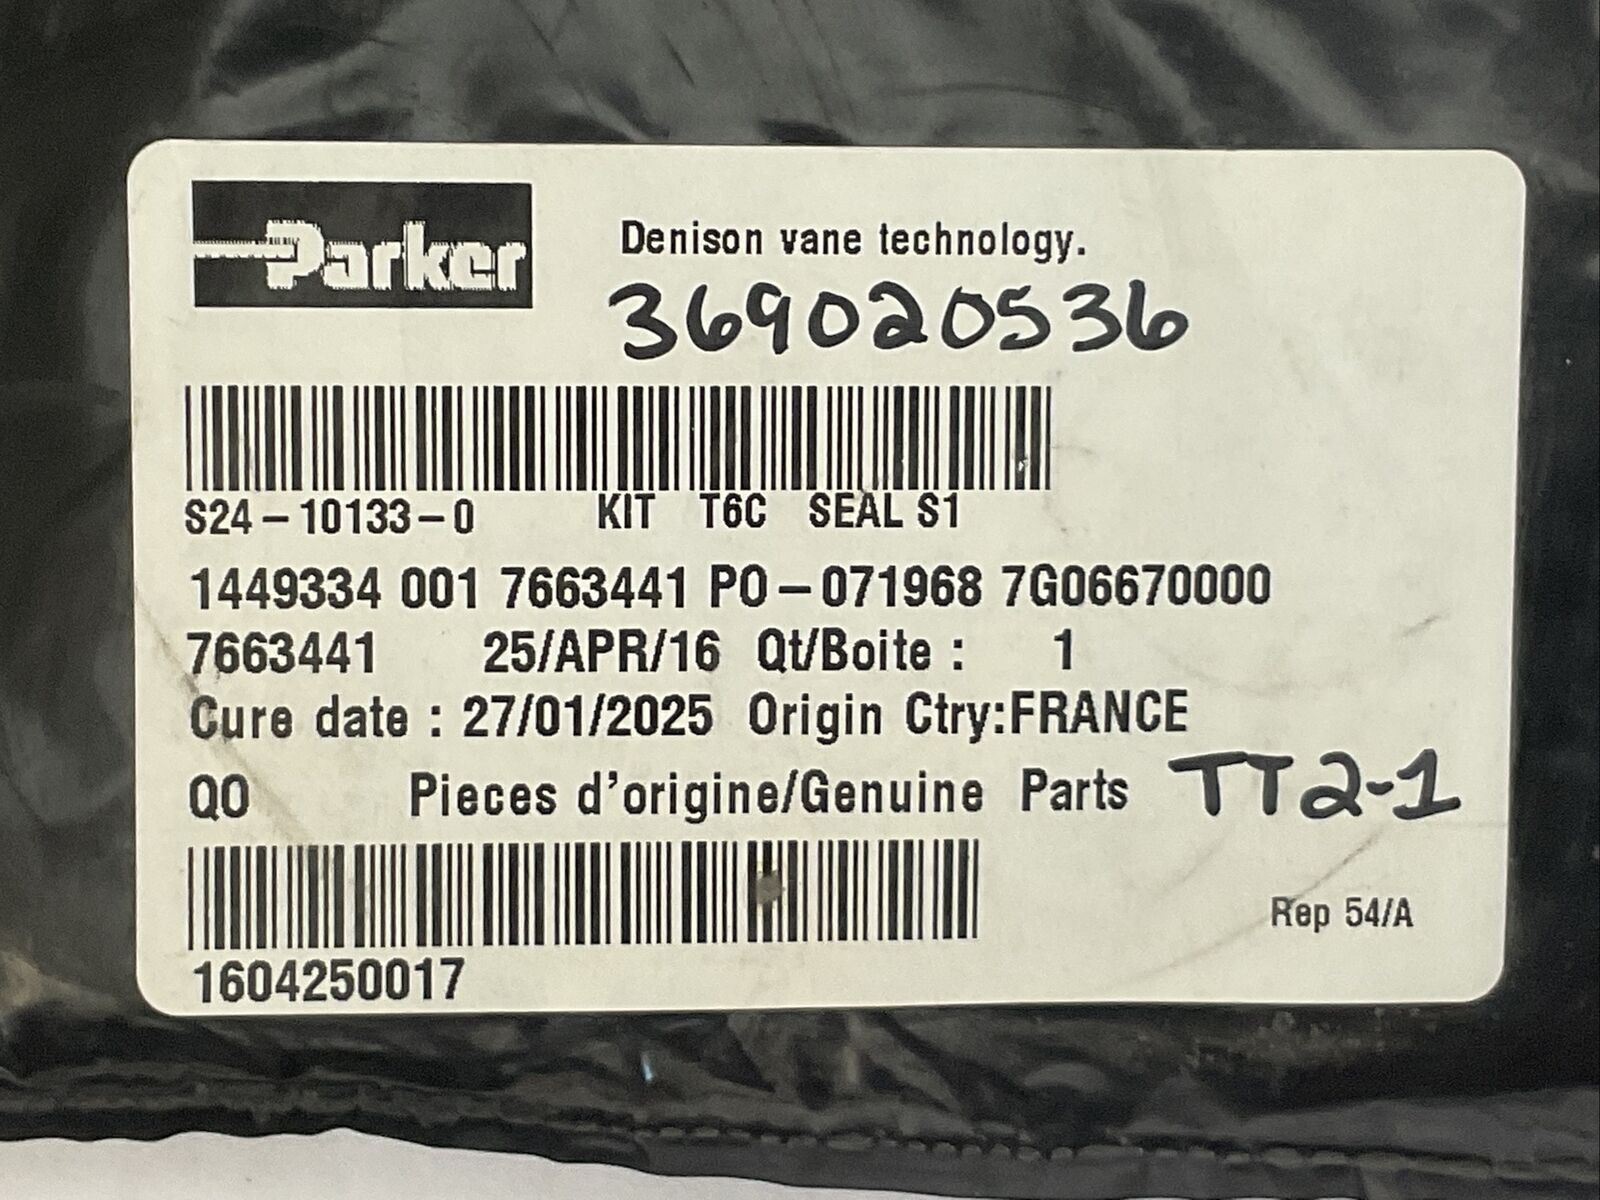 Parker
Denison vane technology.
369020536
S24-10133-0 KIT T6C SEAL S1
1449334 001 7663441 PO-071968 7G06670000
7663441 25/APR/16 Qt/Boite : 1
Cure date : 27/01/2025 Origin Ctry:FRANCE
QO Pieces d'origine/Genuine Parts TT2-1
Rep 54/A
1604250017